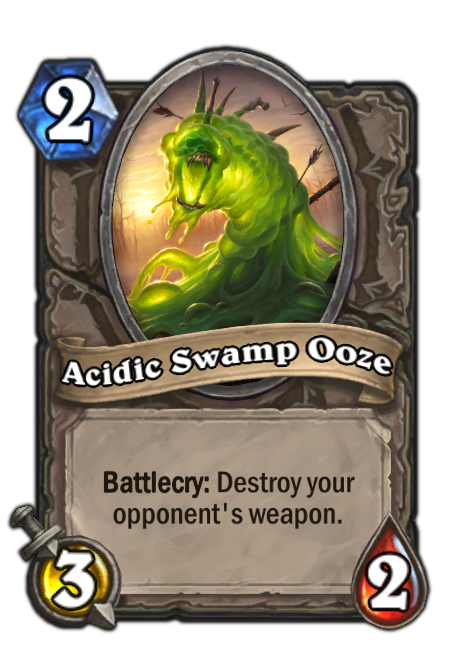 2
Acidic Swamp Ooze
Battlecry: Destroy your
opponent's weapon.
3
2